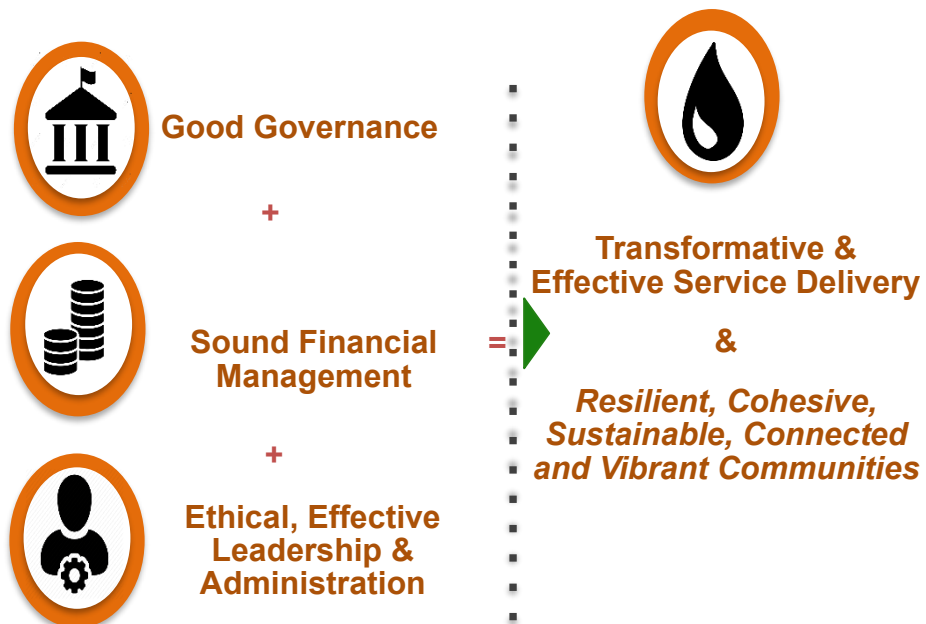 Good Governance
+
Sound Financial
Management
+
Ethical, Effective
Leadership &
Administration
=
Transformative &
Effective Service Delivery
&
Resilient, Cohesive,
Sustainable, Connected
and Vibrant Communities